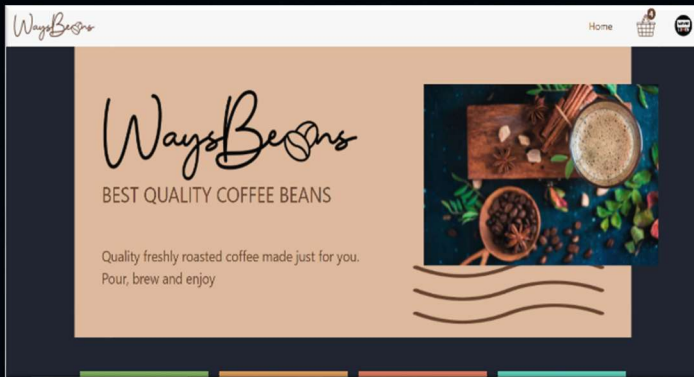 WaysBeans
Home
WaysBeans
BEST QUALITY COFFEE BEANS
Quality freshly roasted coffee made just for you.
Pour, brew and enjoy